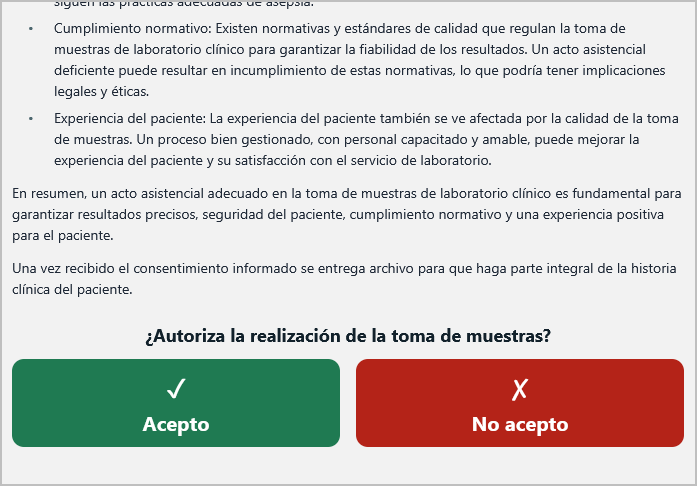 siguen las prácticas adecuadas de asepsia.
• Cumplimiento normativo: Existen normativas y estándares de calidad que regulan la toma de
muestras de laboratorio clínico para garantizar la fiabilidad de los resultados. Un acto asistencial
deficiente puede resultar en incumplimiento de estas normativas, lo que podría tener implicaciones
legales y éticas.
• Experiencia del paciente: La experiencia del paciente también se ve afectada por la calidad de la toma
de muestras. Un proceso bien gestionado, con personal capacitado y amable, puede mejorar la
experiencia del paciente y su satisfacción con el servicio de laboratorio.
En resumen, un acto asistencial adecuado en la toma de muestras de laboratorio clínico es fundamental para
garantizar resultados precisos, seguridad del paciente, cumplimiento normativo y una experiencia positiva
para el paciente.
Una vez recibido el consentimiento informado se entrega archivo para que haga parte integral de la historia
clínica del paciente.
¿Autoriza la realización de la toma de muestras?
✓ ✗
Acepto No acepto